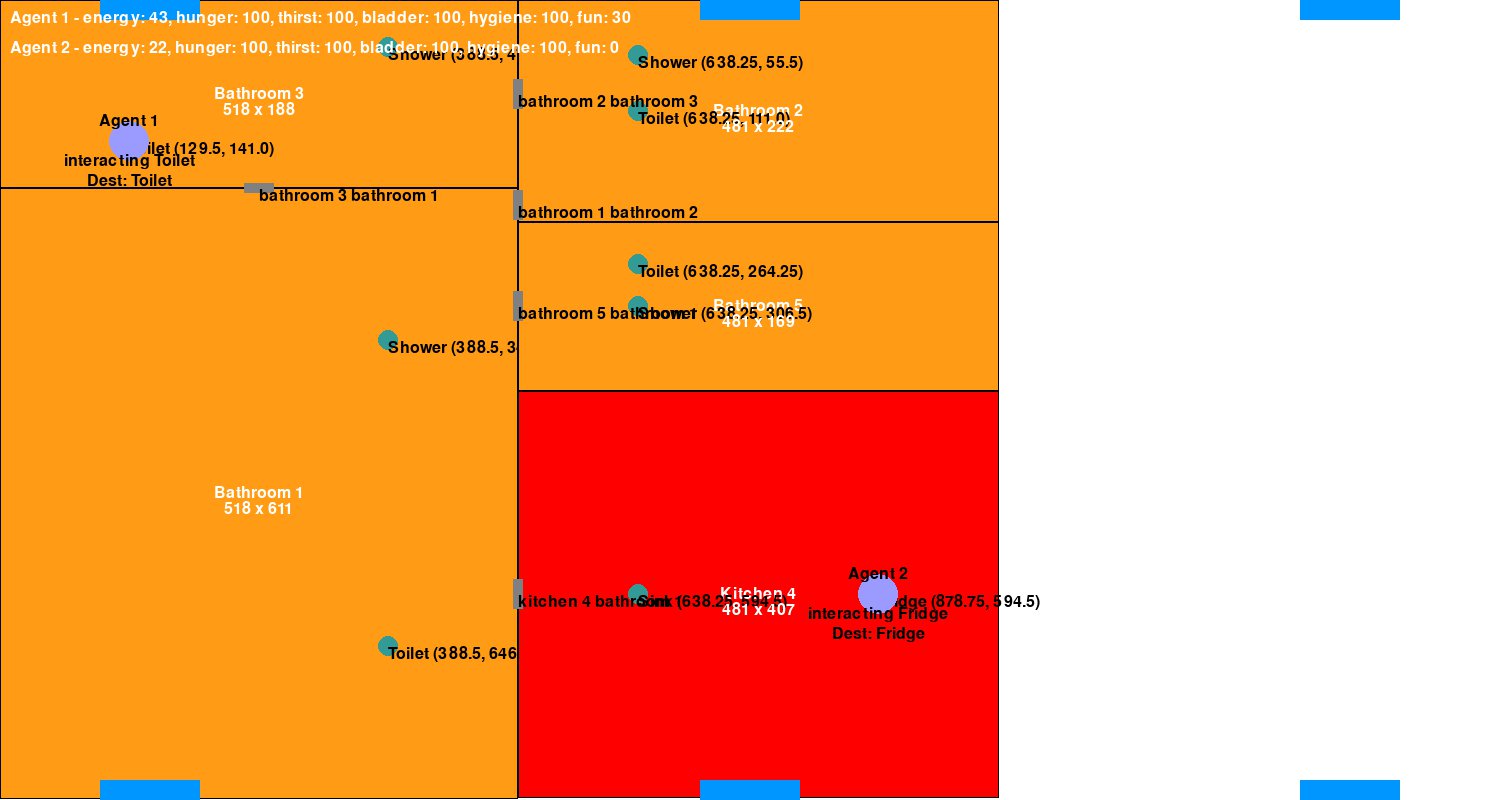 Agent 1 - energy: 43, hunger: 100, thirst: 100, bladder: 100, hygiene: 100, fun: 30
Agent 2 - energy: 22, hunger: 100, thirst: 100, bladder: 100, hygiene: 100, fun: 0
Shower (388.5, 4
Shower (638.25, 55.5)
Bathroom 3
518 x 188
bathroom 2 bathroom 3
Bathroom 2
481 x 222
Toilet (638.25, 111.0)
Agent 1
ilet (129.5, 141.0)
interacting Toilet
Dest: Toilet
bathroom 3 bathroom 1
bathroom 1 bathroom 2
Toilet (638.25, 264.25)
Bathroom 5
481 x 169
bathroom 5 bathroom 1
Shower (638.25, 306.5)
Shower (388.5, 3
Bathroom 1
518 x 611
Agent 2
Kitchen 4
481 x 407
kitchen 4 bathroom 1
Sink (638.25, 594.5)
dge (878.75, 594.5)
interacting Fridge
Dest: Fridge
Toilet (388.5, 646